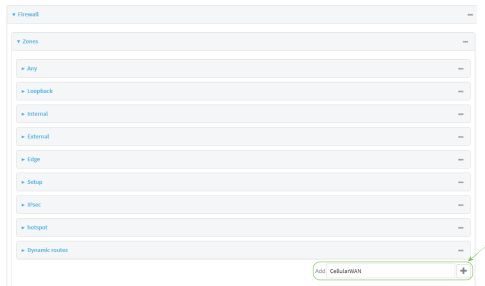 Firewall
Zones
Any
Loopback
Internal
External
Edge
Setup
IPsec
hotspot
Dynamic routes
Add CellularWAN